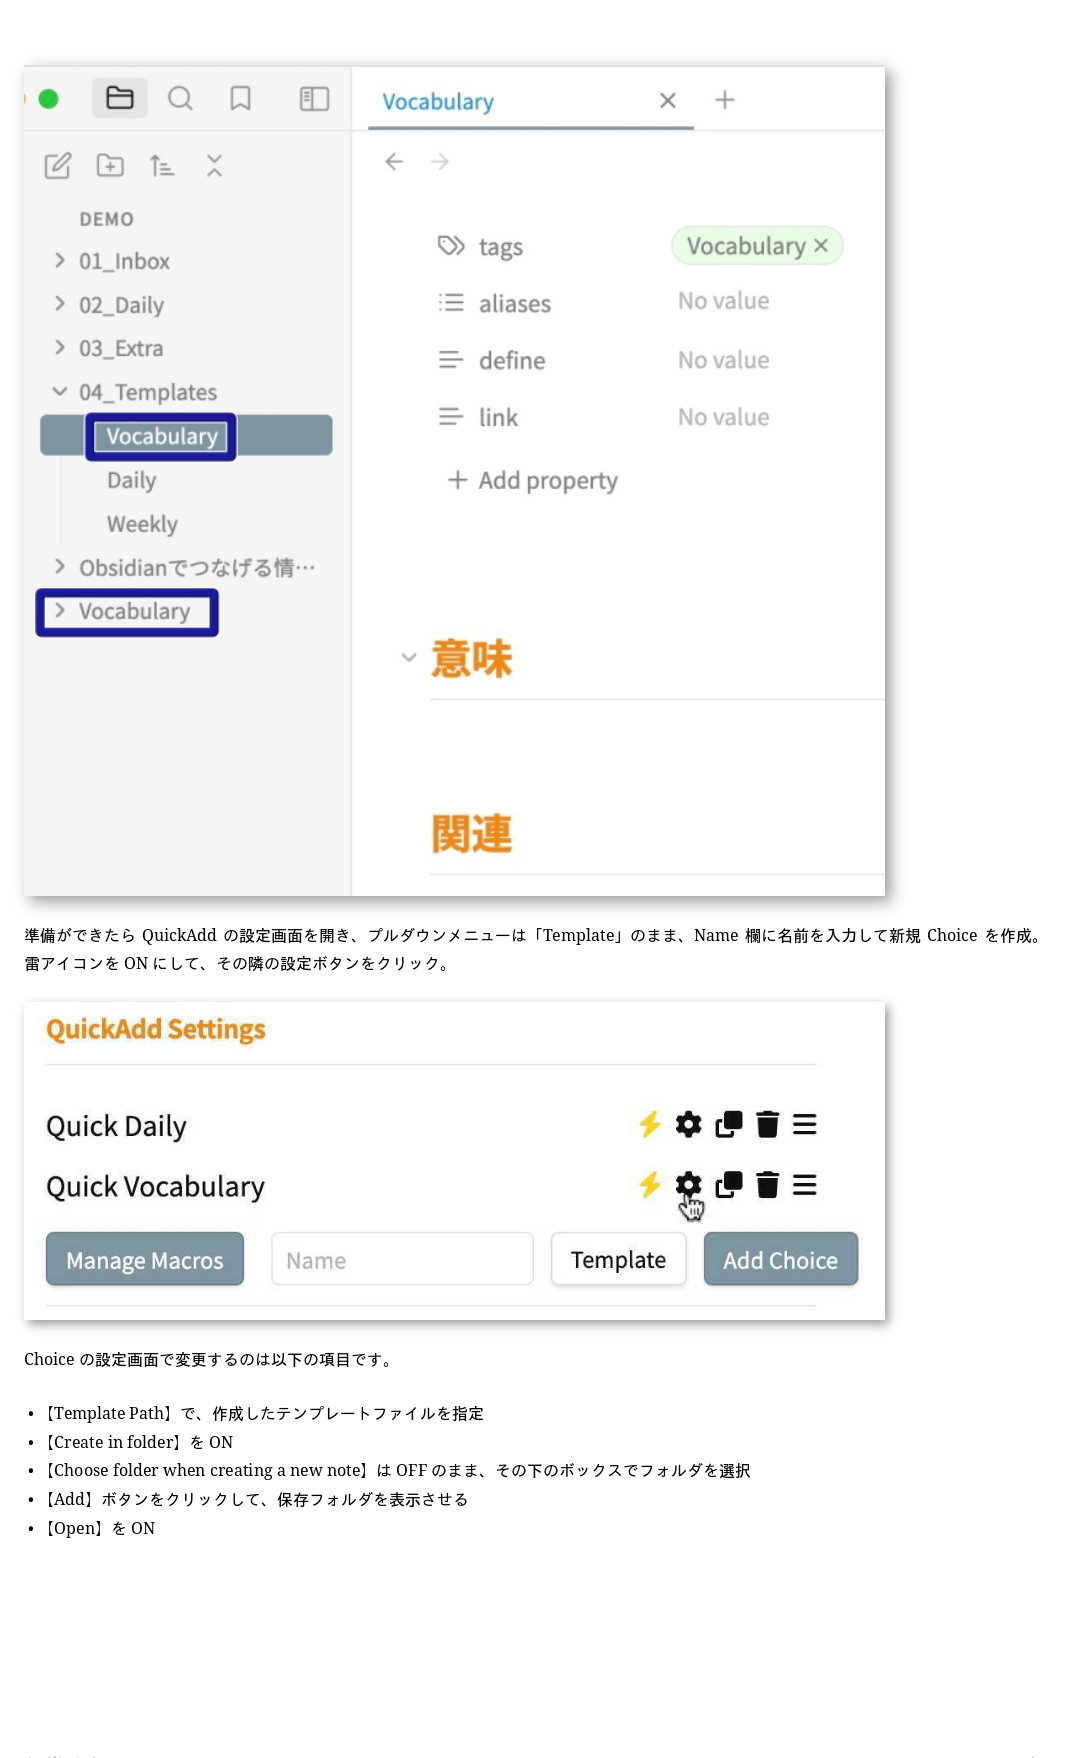 Vocabulary
DEMO
01_Inbox
02_Daily
03_Extra
04_Templates
Vocabulary
Daily
Weekly
Obsidianでつなげる情…
Vocabulary
tags Vocabulary
aliases No value
define No value
link No value
Add property
意味
関連
準備ができたら QuickAdd の設定画面を開き、プルダウンメニューは「Template」のまま、Name 欄に名前を入力して新規 Choice を作成。
雷アイコンを ON にして、その隣の設定ボタンをクリック。
QuickAdd Settings
Quick Daily
Quick Vocabulary
Manage Macros Name Template Add Choice
Choice の設定画面で変更するのは以下の項目です。
• 【Template Path】で、作成したテンプレートファイルを指定
• 【Create in folder】を ON
• 【Choose folder when creating a new note】は OFF のまま、その下のボックスでフォルダを選択
• 【Add】ボタンをクリックして、保存フォルダを表示させる
• 【Open】を ON